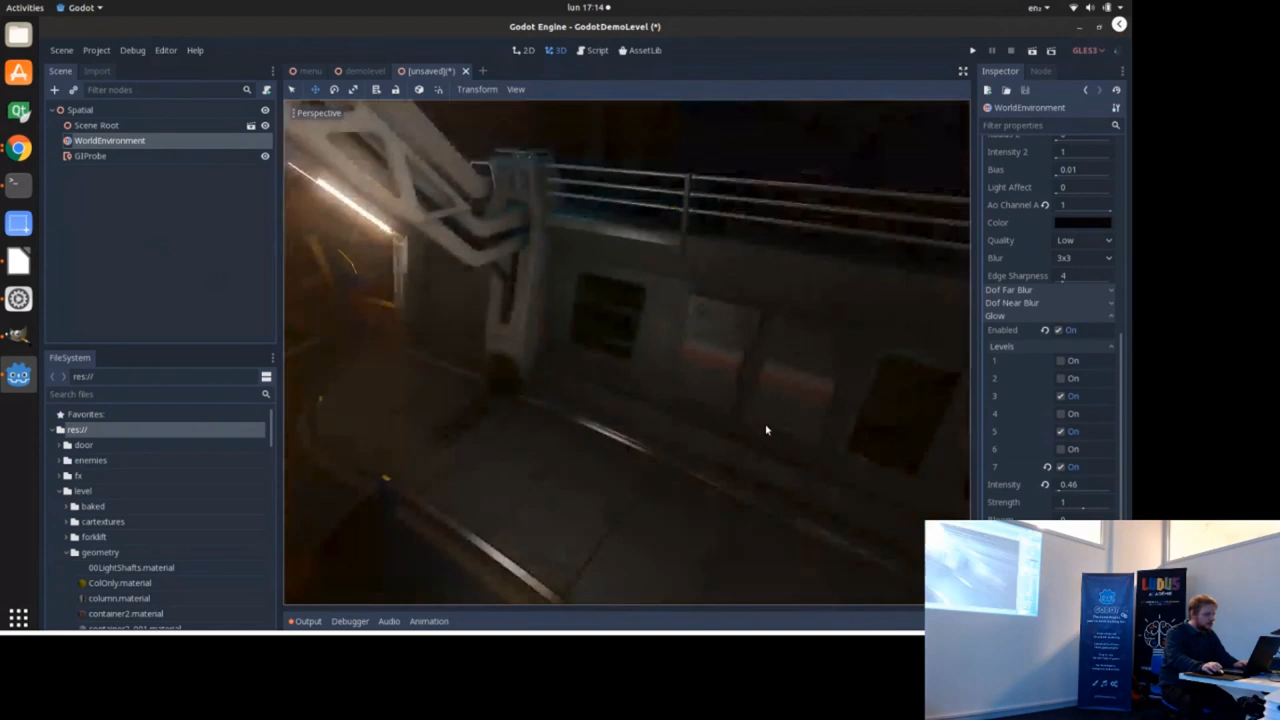 Activities
Godot
lun 17:14
en₂
Godot Engine - GodotDemoLevel (*)
Scene
Project
Debug
Editor
Help
2D
3D
Script
AssetLib
GLES3
Scene
Import
menu
demolevel
[unsaved](*)
Inspector
Node
Filter nodes
Transform
View
Spatial
Scene Root
WorldEnvironment
GIProbe
Perspective
WorldEnvironment
Filter properties
Intensity 2
1
Bias
0.01
Light Affect
0
Ao Channel A
1
Color
Quality
Low
Blur
3x3
Edge Sharpness
4
Dof Far Blur
Dof Near Blur
Glow
Enabled
On
Levels
1
On
2
On
3
On
4
On
5
On
6
On
7
On
Intensity
0.46
Strength
1
FileSystem
res://
Search files
Favorites:
res://
door
enemies
fx
level
baked
cartextures
forklift
geometry
00LightShafts.material
ColOnly.material
column.material
container2.material
container2_001.material
Output
Debugger
Audio
Animation
GODOT
LUDUS